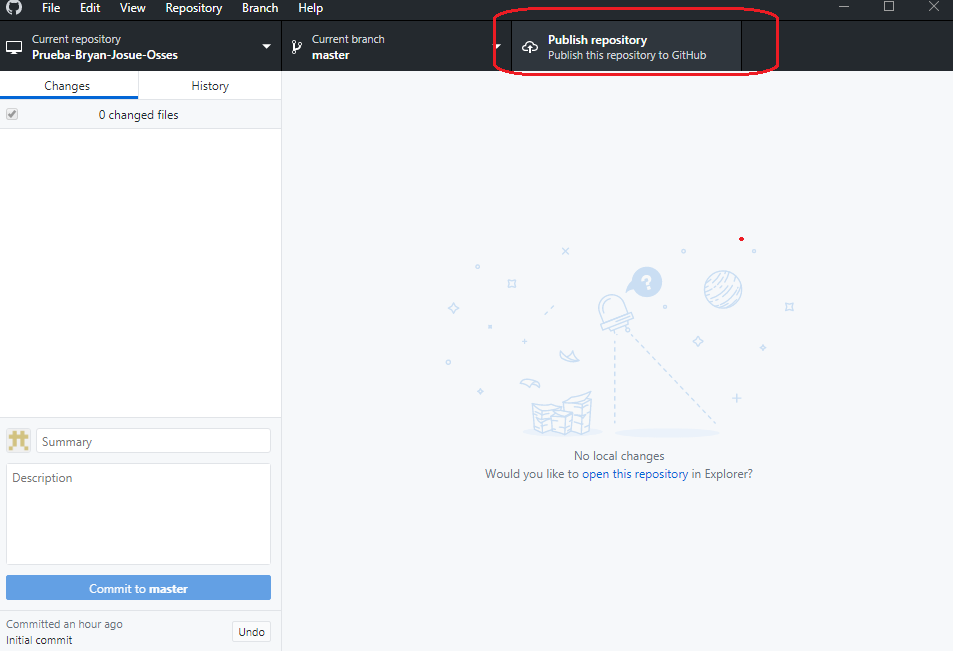 File Edit View Repository Branch Help
Current repository
Prueba-Bryan-Josue-Osses
Current branch
master
Publish repository
Publish this repository to GitHub
Changes History
0 changed files
?
No local changes
Would you like to open this repository in Explorer?
Summary
Description
Commit to master
Committed an hour ago
Initial commit
Undo